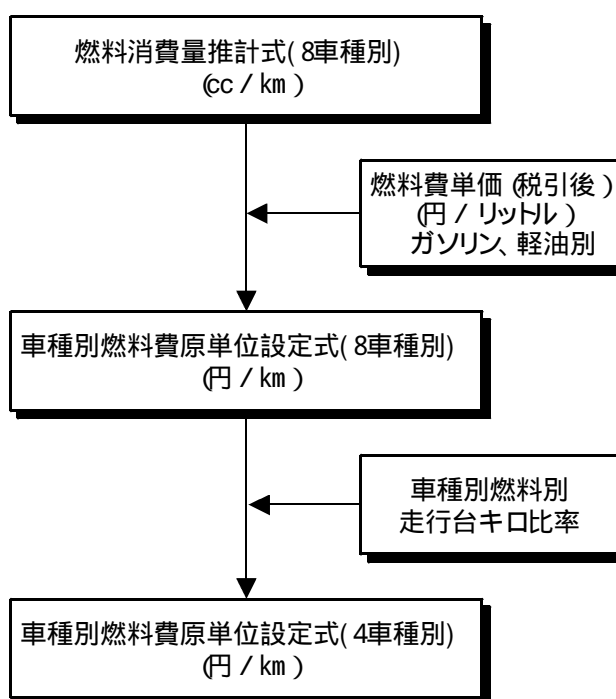 燃料消費量推計式(8車種別)
(cc/km)
燃料費単価(税引後)
(円/リットル)
ガソリン、軽油別
車種別燃料費原単位設定式(8車種別)
(円/km)
車種別燃料別
走行台キロ比率
車種別燃料費原単位設定式(4車種別)
(円/km)